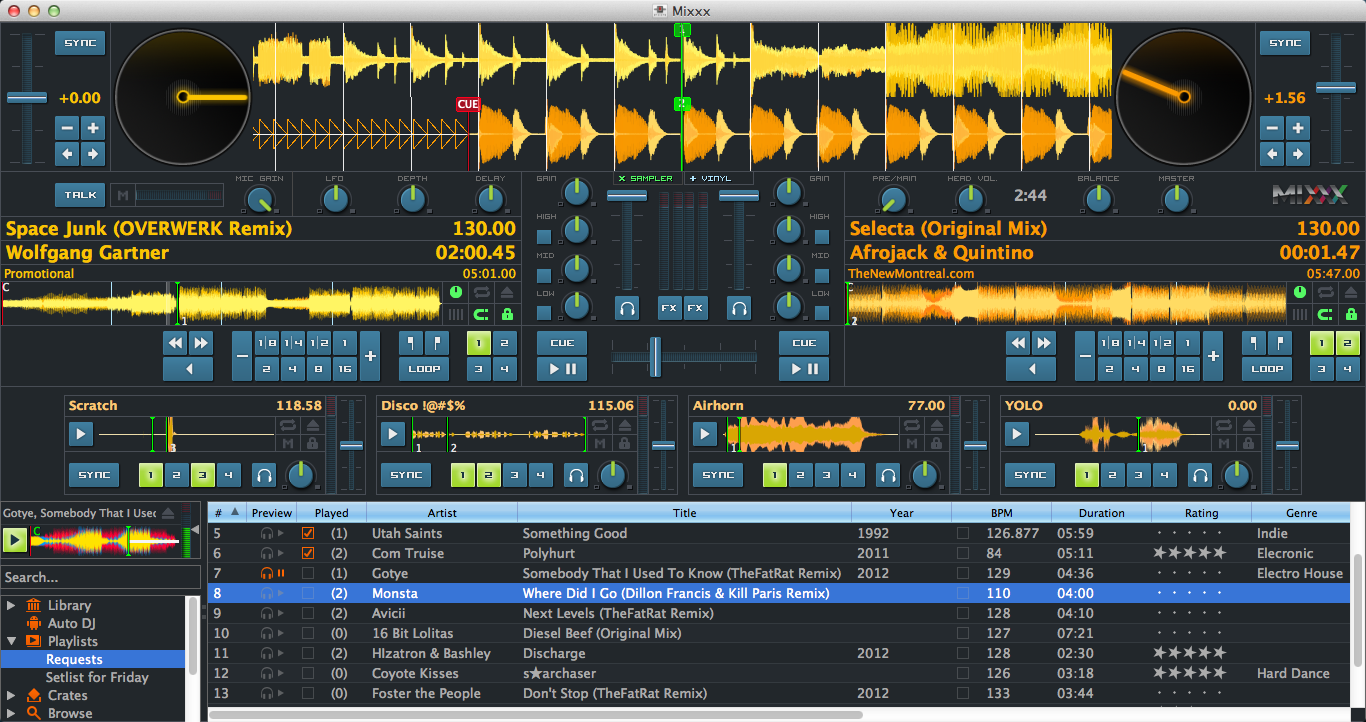 Mixxx
SYNC
+0.00
CUE
1
2
SYNC
+1.56
TALK
M
MIC GAIN
LFO
DEPTH
DELAY
GAIN
X SAMPLER
+ VINYL
GAIN
PRE/MAIN
HEAD VOL.
2:44
BALANCE
MASTER
MIXXX
Space Junk (OVERWERK Remix) 130.00
Wolfgang Gartner 02:00.45
Promotional 05:01.00
C
1
HIGH
MID
LOW
FX FX
HIGH
MID
LOW
Selecta (Original Mix) 130.00
Afrojack & Quintino 00:01.47
TheNewMontreal.com 05:47.00
C
2
1|8 1|4 1|2 1
2 4 8 16
LOOP
1 2
3 4
CUE
CUE
1|8 1|4 1|2 1
2 4 8 16
LOOP
1 2
3 4
Scratch 118.58
3
M
SYNC 1 2 3 4
Disco !@#$% 115.06
1 2
M
SYNC 1 2 3 4
Airhorn 77.00
1
M
SYNC 1 2 3 4
YOLO 0.00
1
M
SYNC 1 2 3 4
Gotye, Somebody That I Used
C
Search...
Library
Auto DJ
Playlists
Requests
Setlist for Friday
Crates
Browse
# Preview Played Artist Title Year BPM Duration Rating Genre
5 (1) Utah Saints Something Good 1992 126.877 05:59 Indie
6 (2) Com Truise Polyhurt 2011 84 05:11 ★★★★★ Elecronic
7 (1) Gotye Somebody That I Used To Know (TheFatRat Remix) 2012 129 04:36 Electro House
8 (2) Monsta Where Did I Go (Dillon Francis & Kill Paris Remix) 110 04:00
9 (2) Avicii Next Levels (TheFatRat Remix) 128 04:10
10 (0) 16 Bit Lolitas Diesel Beef (Original Mix) 127 07:21
11 (2) HIzatron & Bashley Discharge 2012 128 02:30 ★★★★★
12 (0) Coyote Kisses s★archaser 126 03:18 ★★★★★ Hard Dance
13 (0) Foster the People Don't Stop (TheFatRat Remix) 2012 133 03:44